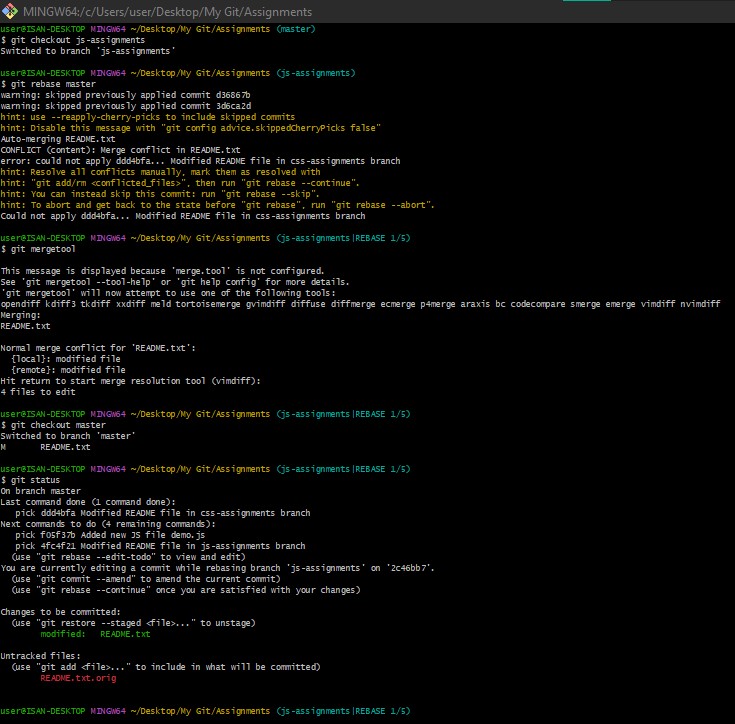 MINGW64:/c/Users/user/Desktop/My Git/Assignments
user@ISAN-DESKTOP MINGW64 ~/Desktop/My Git/Assignments (master)
$ git checkout js-assignments
Switched to branch 'js-assignments'
user@ISAN-DESKTOP MINGW64 ~/Desktop/My Git/Assignments (js-assignments)
$ git rebase master
warning: skipped previously applied commit d36867b
warning: skipped previously applied commit 3d6ca2d
hint: use --reapply-cherry-picks to include skipped commits
hint: Disable this message with "git config advice.skippedCherryPicks false"
Auto-merging README.txt
CONFLICT (content): Merge conflict in README.txt
error: could not apply ddd4bfa... Modified README file in css-assignments branch
hint: Resolve all conflicts manually, mark them as resolved with
hint: "git add/rm <conflicted_files>", then run "git rebase --continue".
hint: You can instead skip this commit: run "git rebase --skip".
hint: To abort and get back to the state before "git rebase", run "git rebase --abort".
Could not apply ddd4bfa... Modified README file in css-assignments branch
user@ISAN-DESKTOP MINGW64 ~/Desktop/My Git/Assignments (js-assignments|REBASE 1/5)
$ git mergetool
This message is displayed because 'merge.tool' is not configured.
See 'git mergetool --tool-help' or 'git help config' for more details.
'git mergetool' will now attempt to use one of the following tools:
opendiff kdiff3 tkdiff xxdiff meld tortoisemerge gvimdiff diffuse diffmerge ecmerge p4merge araxis bc codecompare smerge emerge vimdiff nvimdiff
Merging:
README.txt
Normal merge conflict for 'README.txt':
  {local}: modified file
  {remote}: modified file
Hit return to start merge resolution tool (vimdiff):
4 files to edit
user@ISAN-DESKTOP MINGW64 ~/Desktop/My Git/Assignments (js-assignments|REBASE 1/5)
$ git checkout master
Switched to branch 'master'
M       README.txt
user@ISAN-DESKTOP MINGW64 ~/Desktop/My Git/Assignments (js-assignments|REBASE 1/5)
$ git status
On branch master
Last command done (1 command done):
   pick ddd4bfa Modified README file in css-assignments branch
Next commands to do (4 remaining commands):
   pick f05f37b Added new JS file demo.js
   pick 4fc4f21 Modified README file in js-assignments branch
  (use "git rebase --edit-todo" to view and edit)
You are currently editing a commit while rebasing branch 'js-assignments' on '2c46bb7'.
  (use "git commit --amend" to amend the current commit)
  (use "git rebase --continue" once you are satisfied with your changes)
Changes to be committed:
  (use "git restore --staged <file>..." to unstage)
        modified:   README.txt
Untracked files:
  (use "git add <file>..." to include in what will be committed)
        README.txt.orig
user@ISAN-DESKTOP MINGW64 ~/Desktop/My Git/Assignments (js-assignments|REBASE 1/5)